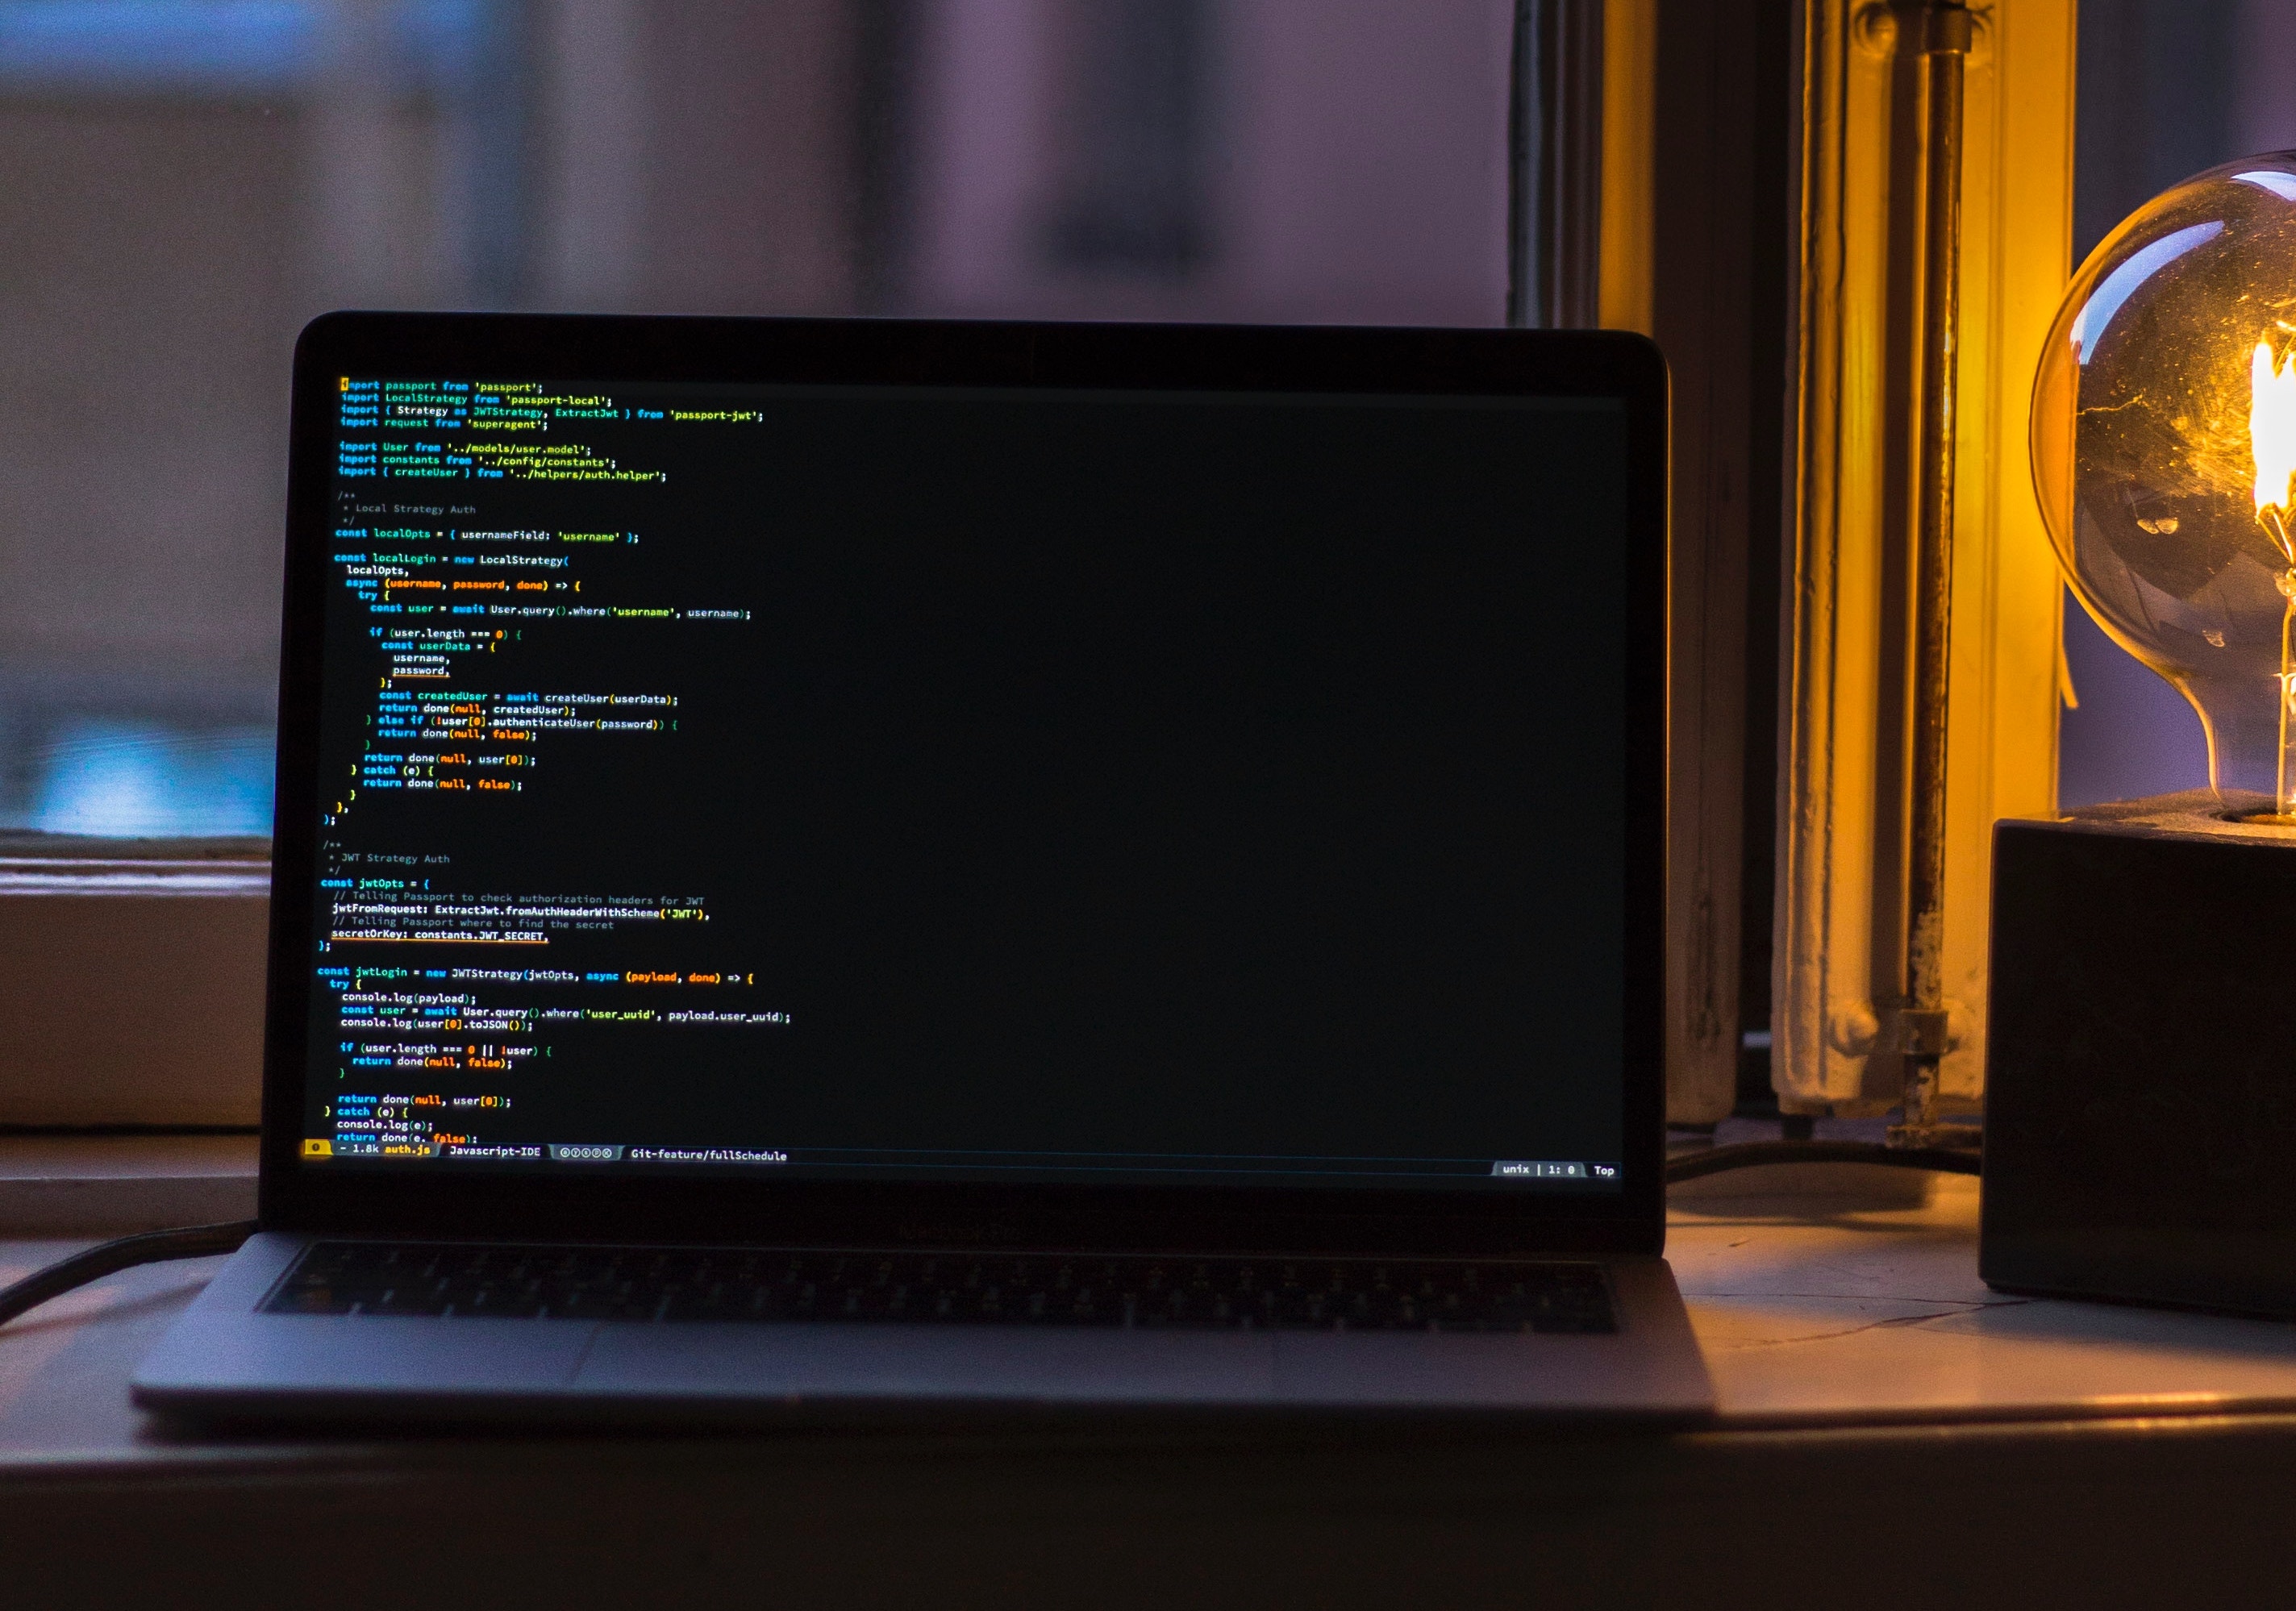 import passport from 'passport';
import LocalStrategy from 'passport-local';
import { Strategy as JWTStrategy, ExtractJwt } from 'passport-jwt';
import request from 'superagent';
import User from '../models/user.model';
import constants from '../config/constants';
import { createUser } from '../helpers/auth.helper';
/**
* Local Strategy Auth
*/
const localOpts = { usernameField: 'username' };
const localLogin = new LocalStrategy(
localOpts,
async (username, password, done) => {
try {
const user = await User.query().where('username', username);
if (user.length === 0) {
const userData = {
username,
password,
};
const createdUser = await createUser(userData);
return done(null, createdUser);
} else if (!user[0].authenticateUser(password)) {
return done(null, false);
}
return done(null, user[0]);
} catch (e) {
return done(null, false);
}
},
);
/**
* JWT Strategy Auth
*/
const jwtOpts = {
// Telling Passport to check authorization headers for JWT
jwtFromRequest: ExtractJwt.fromAuthHeaderWithScheme('JWT'),
// Telling Passport where to find the secret
secretOrKey: constants.JWT_SECRET,
};
const jwtLogin = new JWTStrategy(jwtOpts, async (payload, done) => {
try {
console.log(payload);
const user = await User.query().where('user_uuid', payload.user_uuid);
console.log(user[0].toJSON());
if (user.length === 0 || !user) {
return done(null, false);
}
return done(null, user[0]);
} catch (e) {
console.log(e);
return done(e, false);
- 1.8k auth.js Javascript-IDE Git-feature/fullSchedule unix | 1: 0 Top